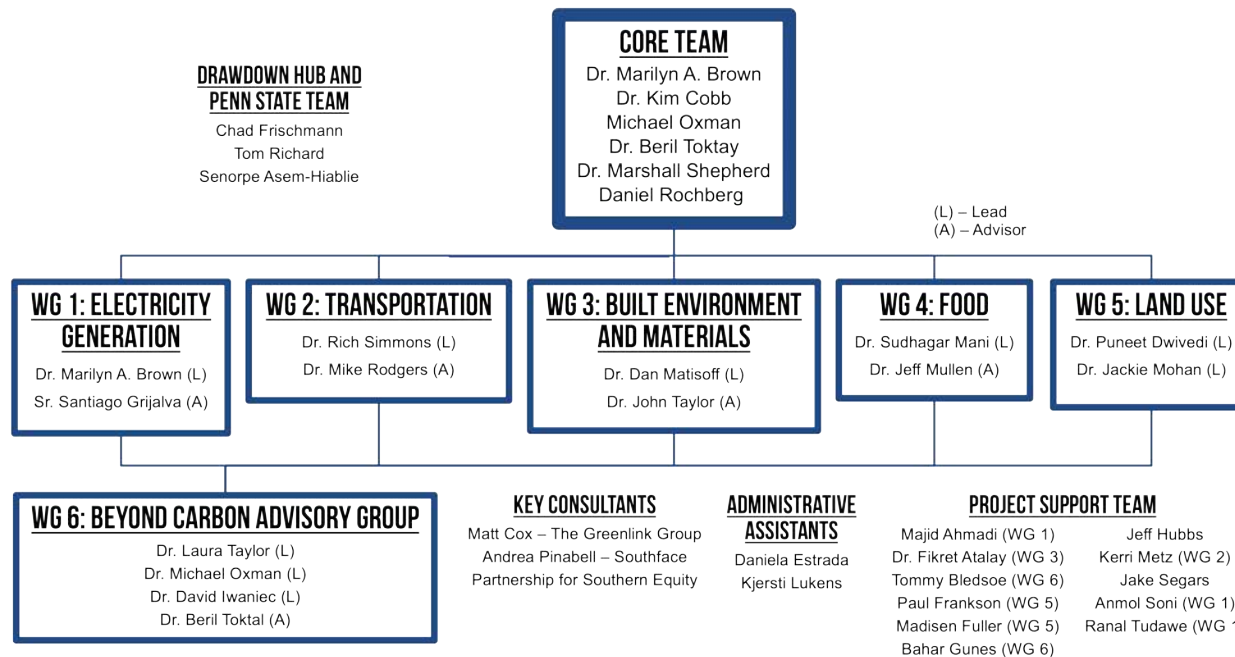 CORE TEAM
Dr. Marilyn A. Brown
Dr. Kim Cobb
Michael Oxman
Dr. Beril Toktay
Dr. Marshall Shepherd
Daniel Rochberg
DRAWDOWN HUB AND
PENN STATE TEAM
Chad Frischmann
Tom Richard
Senorpe Asem-Hiablie
(L) – Lead
(A) – Advisor
WG 1: ELECTRICITY
GENERATION
Dr. Marilyn A. Brown (L)
Sr. Santiago Grijalva (A)
WG 2: TRANSPORTATION
Dr. Rich Simmons (L)
Dr. Mike Rodgers (A)
WG 3: BUILT ENVIRONMENT
AND MATERIALS
Dr. Dan Matisoff (L)
Dr. John Taylor (A)
WG 4: FOOD
Dr. Sudhagar Mani (L)
Dr. Jeff Mullen (A)
WG 5: LAND USE
Dr. Puneet Dwivedi (L)
Dr. Jackie Mohan (L)
WG 6: BEYOND CARBON ADVISORY GROUP
Dr. Laura Taylor (L)
Dr. Michael Oxman (L)
Dr. David Iwaniec (L)
Dr. Beril Toktal (A)
KEY CONSULTANTS
Matt Cox – The Greenlink Group
Andrea Pinabell – Southface
Partnership for Southern Equity
ADMINISTRATIVE
ASSISTANTS
Daniela Estrada
Kjersti Lukens
PROJECT SUPPORT TEAM
Majid Ahmadi (WG 1)
Dr. Fikret Atalay (WG 3)
Tommy Bledsoe (WG 6)
Paul Frankson (WG 5)
Madisen Fuller (WG 5)
Bahar Gunes (WG 6)
Jeff Hubbs
Kerri Metz (WG 2)
Jake Segars
Anmol Soni (WG 1)
Ranal Tudawe (WG 1